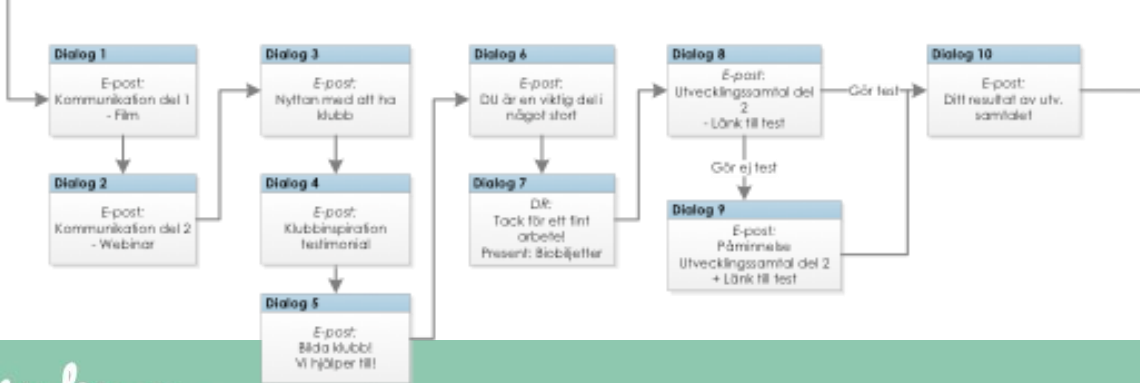 Dialog 1
E-post:
Kommunikation del 1
- Film
Dialog 2
E-post:
Kommunikation del 2
- Webinar
Dialog 3
E-post:
Nyttan med att ha
klubb
Dialog 4
E-post:
Klubbinspiration
testimonial
Dialog 5
E-post:
Bilda klubb!
Vi hjälper till!
Dialog 6
E-post:
DU är en viktig del i
något stort
Dialog 7
DR:
Tack för ett fint
arbete!
Present: Biobiljetter
Dialog 8
E-post:
Utvecklingssamtal del
2
- Länk till test
Gör test
Gör ej test
Dialog 9
E-post:
Påminnelse
Utvecklingssamtal del 2
+ Länk till test
Dialog 10
E-post:
Ditt resultat av utv.
samtalet